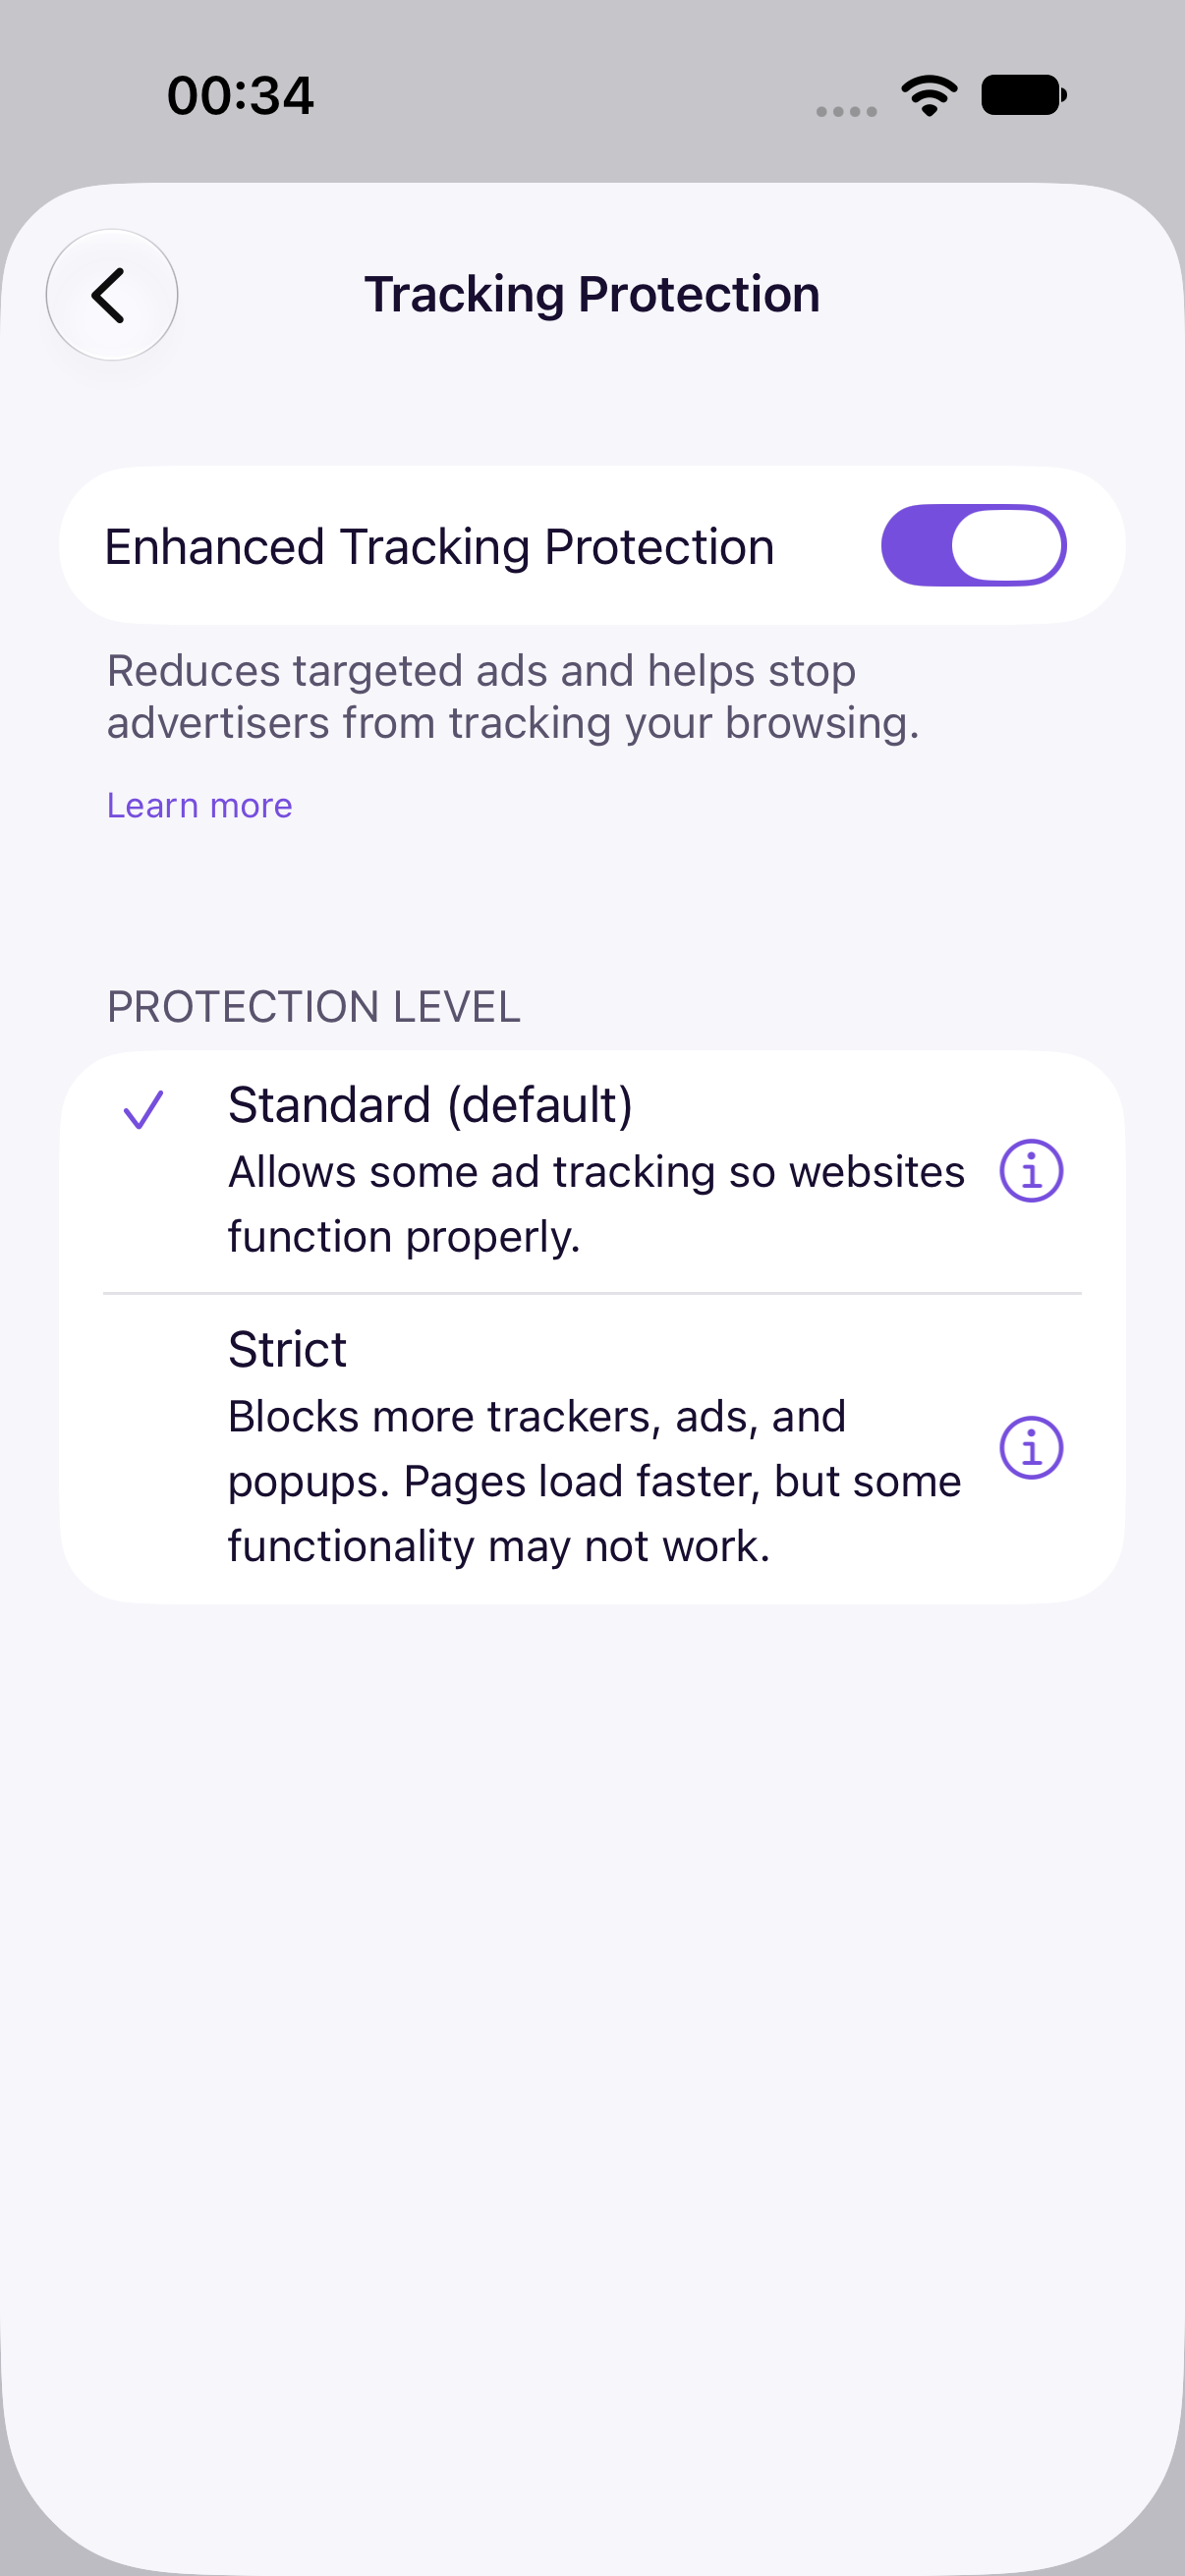 00:34
Tracking Protection
Enhanced Tracking Protection
Reduces targeted ads and helps stop
advertisers from tracking your browsing.
Learn more
PROTECTION LEVEL
Standard (default)
Allows some ad tracking so websites
function properly.
Strict
Blocks more trackers, ads, and
popups. Pages load faster, but some
functionality may not work.